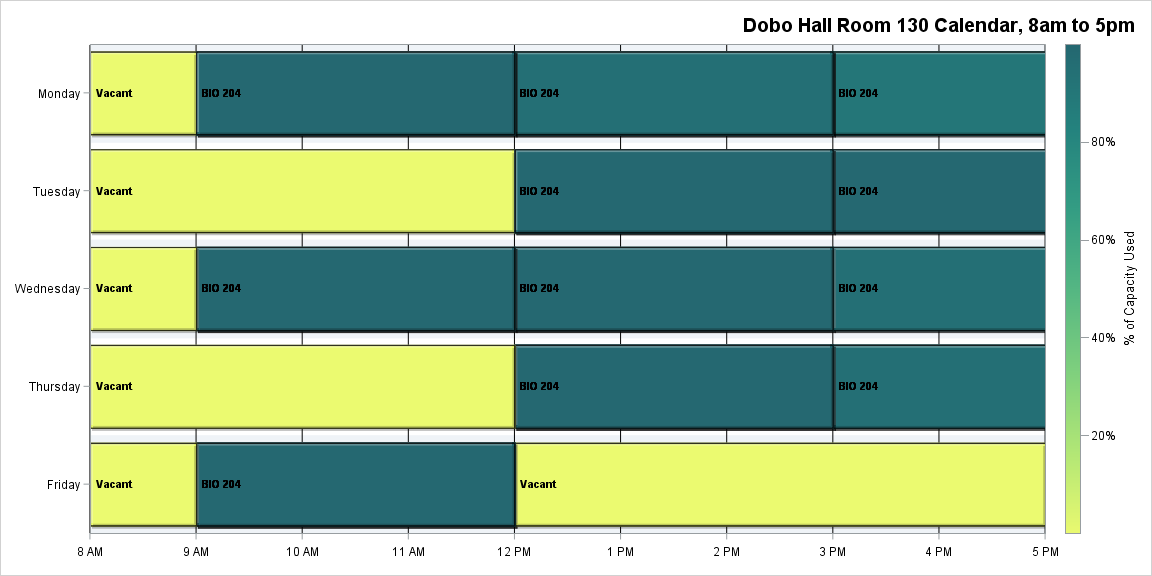 Dobo Hall Room 130 Calendar, 8am to 5pm
Monday Vacant BIO 204 BIO 204 BIO 204
Tuesday Vacant BIO 204 BIO 204
Wednesday Vacant BIO 204 BIO 204 BIO 204
Thursday Vacant BIO 204 BIO 204
Friday Vacant BIO 204 Vacant
8 AM 9 AM 10 AM 11 AM 12 PM 1 PM 2 PM 3 PM 4 PM 5 PM
80%
60%
40%
20%
% of Capacity Used